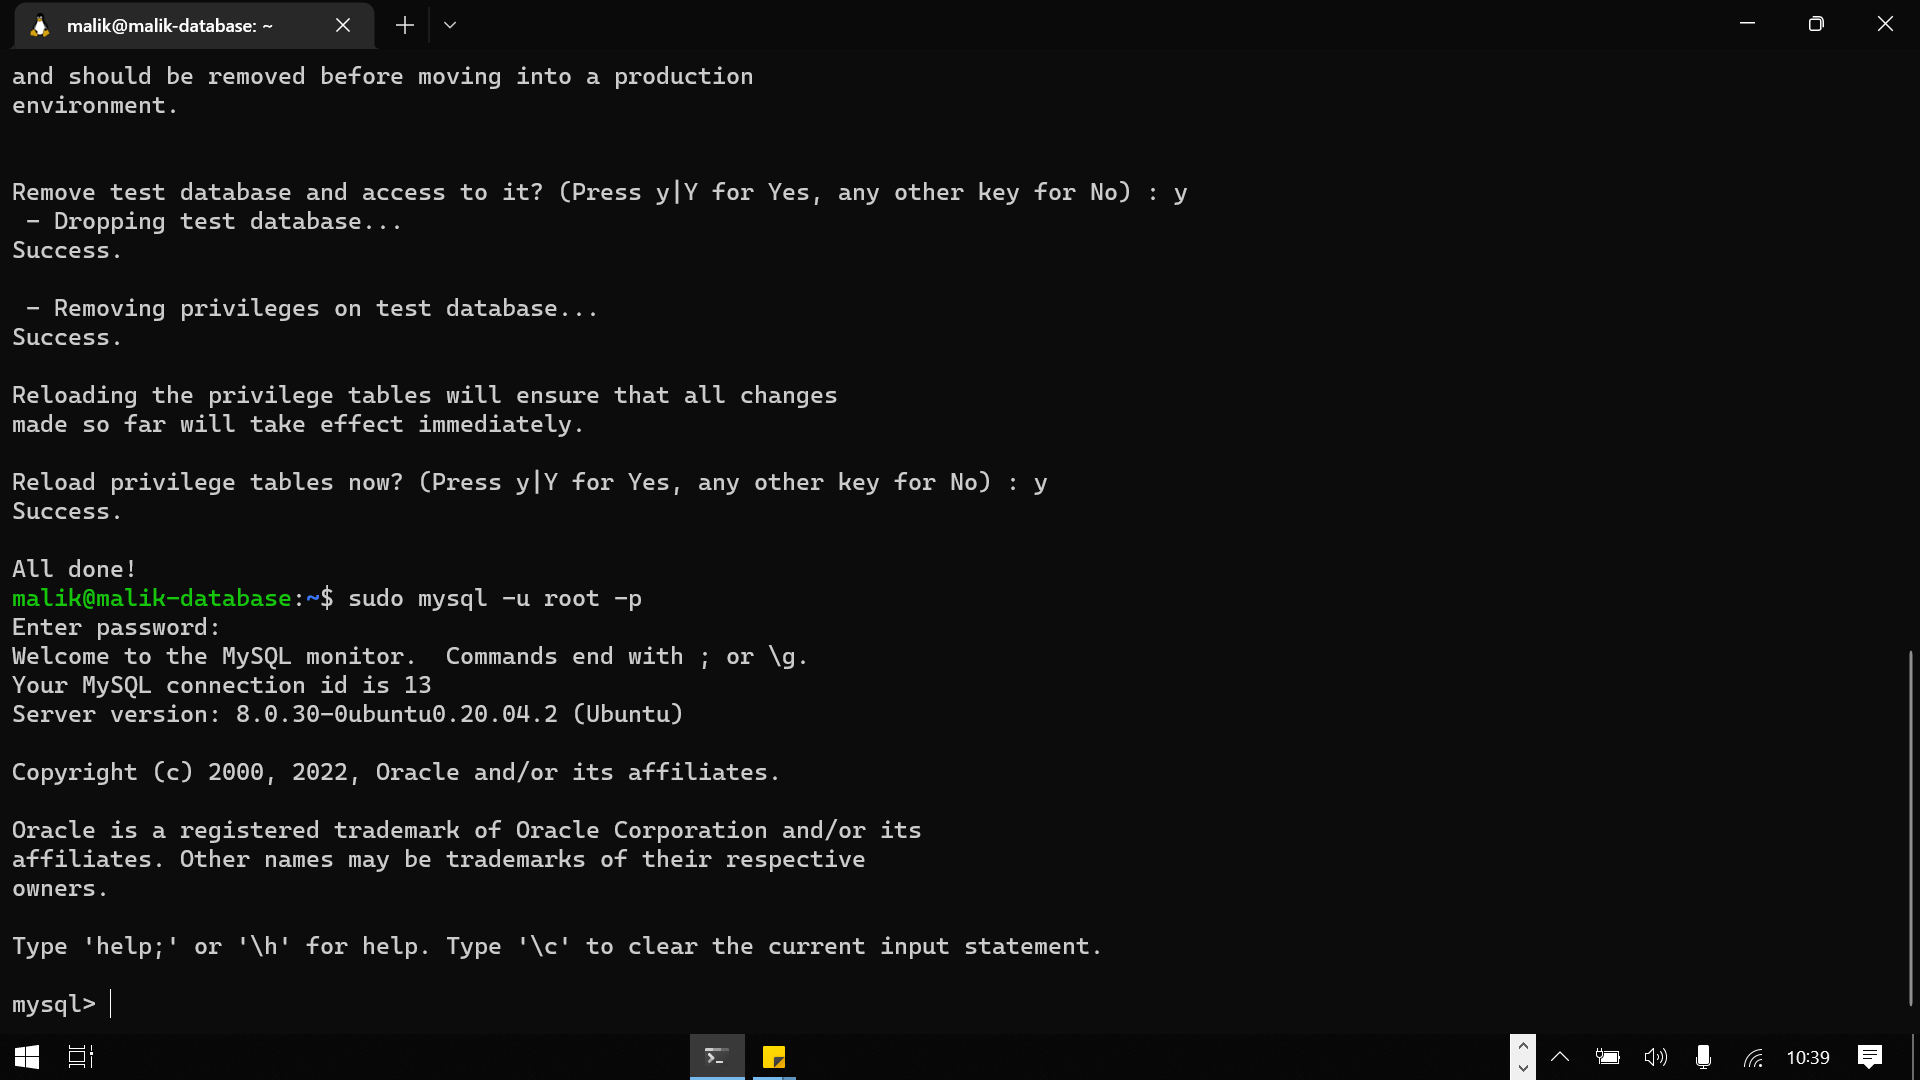 malik@malik-database: ~
and should be removed before moving into a production
environment.
Remove test database and access to it? (Press y|Y for Yes, any other key for No) : y
 - Dropping test database...
Success.
 - Removing privileges on test database...
Success.
Reloading the privilege tables will ensure that all changes
made so far will take effect immediately.
Reload privilege tables now? (Press y|Y for Yes, any other key for No) : y
Success.
All done!
malik@malik-database:~$ sudo mysql -u root -p
Enter password:
Welcome to the MySQL monitor.  Commands end with ; or \g.
Your MySQL connection id is 13
Server version: 8.0.30-0ubuntu0.20.04.2 (Ubuntu)
Copyright (c) 2000, 2022, Oracle and/or its affiliates.
Oracle is a registered trademark of Oracle Corporation and/or its
affiliates. Other names may be trademarks of their respective
owners.
Type 'help;' or '\h' for help. Type '\c' to clear the current input statement.
mysql>
10:39